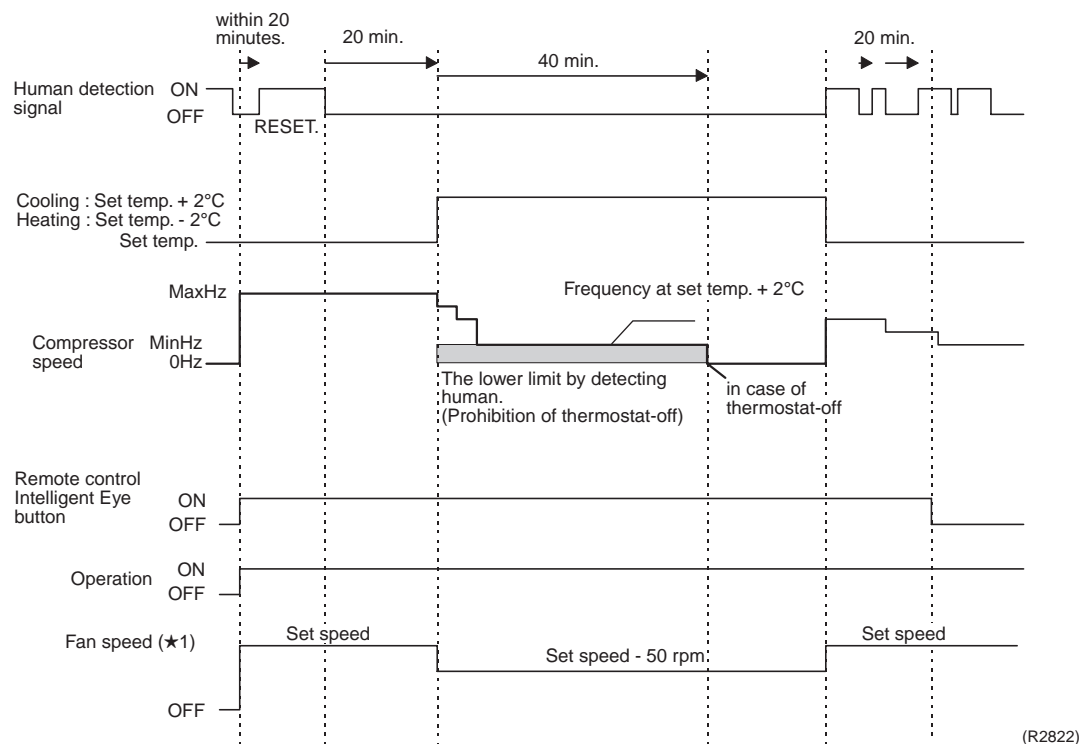 within 20
minutes.
20 min.
40 min.
20 min.
Human detection
signal
ON
OFF
RESET.
Cooling : Set temp. + 2°C
Heating : Set temp. - 2°C
Set temp.
MaxHz
Frequency at set temp. + 2°C
Compressor
speed
MinHz
0Hz
The lower limit by detecting
human.
(Prohibition of thermostat-off)
in case of
thermostat-off
Remote control
Intelligent Eye
button
ON
OFF
Operation
ON
OFF
Fan speed (★1)
Set speed
Set speed - 50 rpm
Set speed
OFF
(R2822)